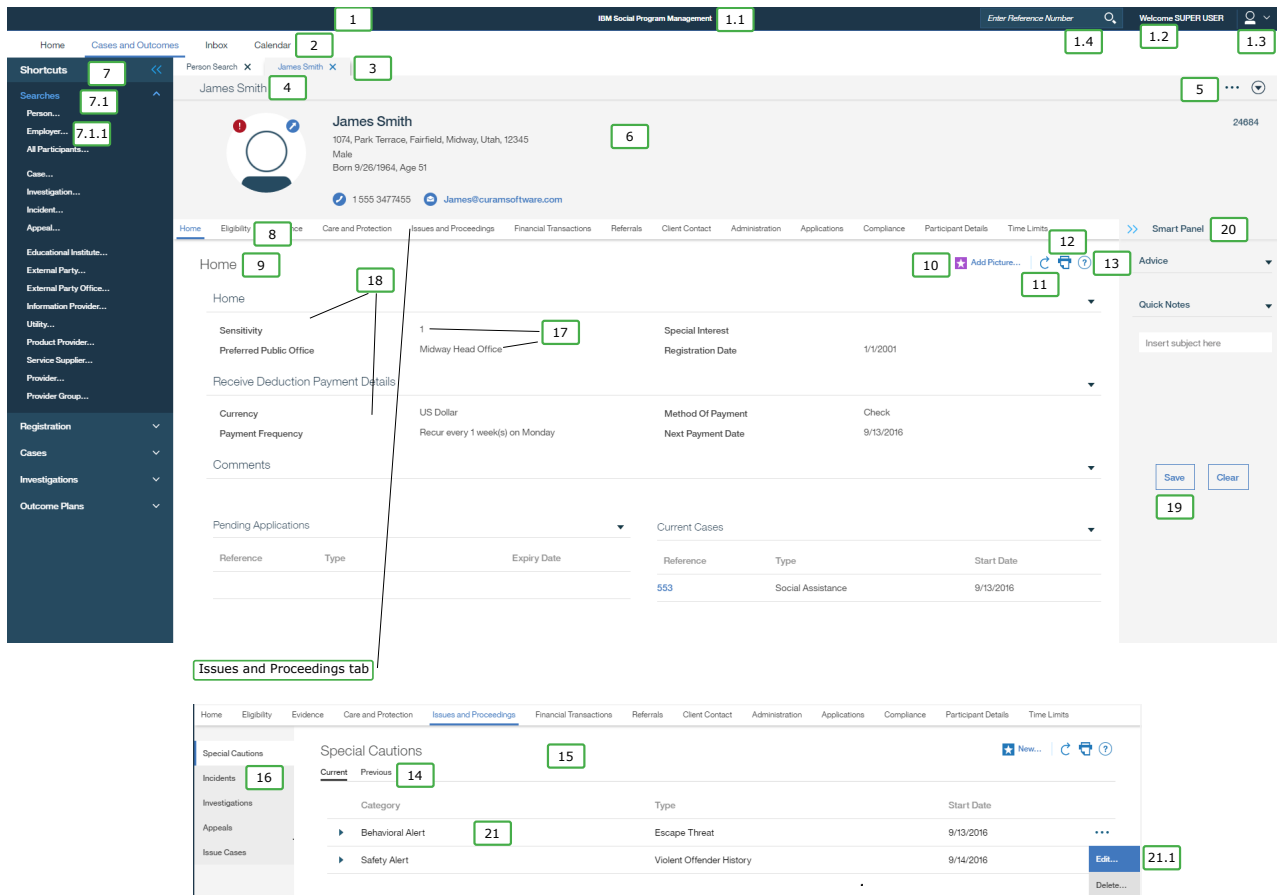 1 IBM Social Program Management 1.1 Enter Reference Number Welcome SUPER USER
1.4 1.2 1.3
Home Cases and Outcomes Inbox Calendar 2
Shortcuts 7
Person Search James Smith 3
James Smith 4 5
Searches 7.1
Person...
Employer... 7.1.1
All Participants...
Case...
Investigation...
Incident...
Appeal...
Educational Institute...
External Party...
External Party Office...
Information Provider...
Utility...
Product Provider...
Service Supplier...
Provider...
Provider Group...
Registration
Cases
Investigations
Outcome Plans
James Smith 6 24684
1074, Park Terrace, Fairfield, Midway, Utah, 12345
Male
Born 9/26/1964, Age 51
1 555 3477455 James@curamsoftware.com
Home Eligibility 8 nce Care and Protection Issues and Proceedings Financial Transactions Referrals Client Contact Administration Applications Compliance Participant Details Time Limits
12
Smart Panel 20
Home 9 10 Add Picture... ? 13
11
Advice
Home 18
Quick Notes
Sensitivity 1 17 Special Interest
Preferred Public Office Midway Head Office Registration Date 1/1/2001
Insert subject here
Receive Deduction Payment Details
Currency US Dollar Method Of Payment Check
Payment Frequency Recur every 1 week(s) on Monday Next Payment Date 9/13/2016
Comments
Save Clear
19
Pending Applications Current Cases
Reference Type Expiry Date
Reference Type Start Date
553 Social Assistance 9/13/2016
Issues and Proceedings tab
Home Eligibility Evidence Care and Protection Issues and Proceedings Financial Transactions Referrals Client Contact Administration Applications Compliance Participant Details Time Limits
Special Cautions
Incidents 16
Investigations
Appeals
Issue Cases
Special Cautions 15 New... ?
Current Previous 14
Category Type Start Date
Behavioral Alert 21 Escape Threat 9/13/2016
Safety Alert Violent Offender History 9/14/2016 Edit... 21.1
Delete...